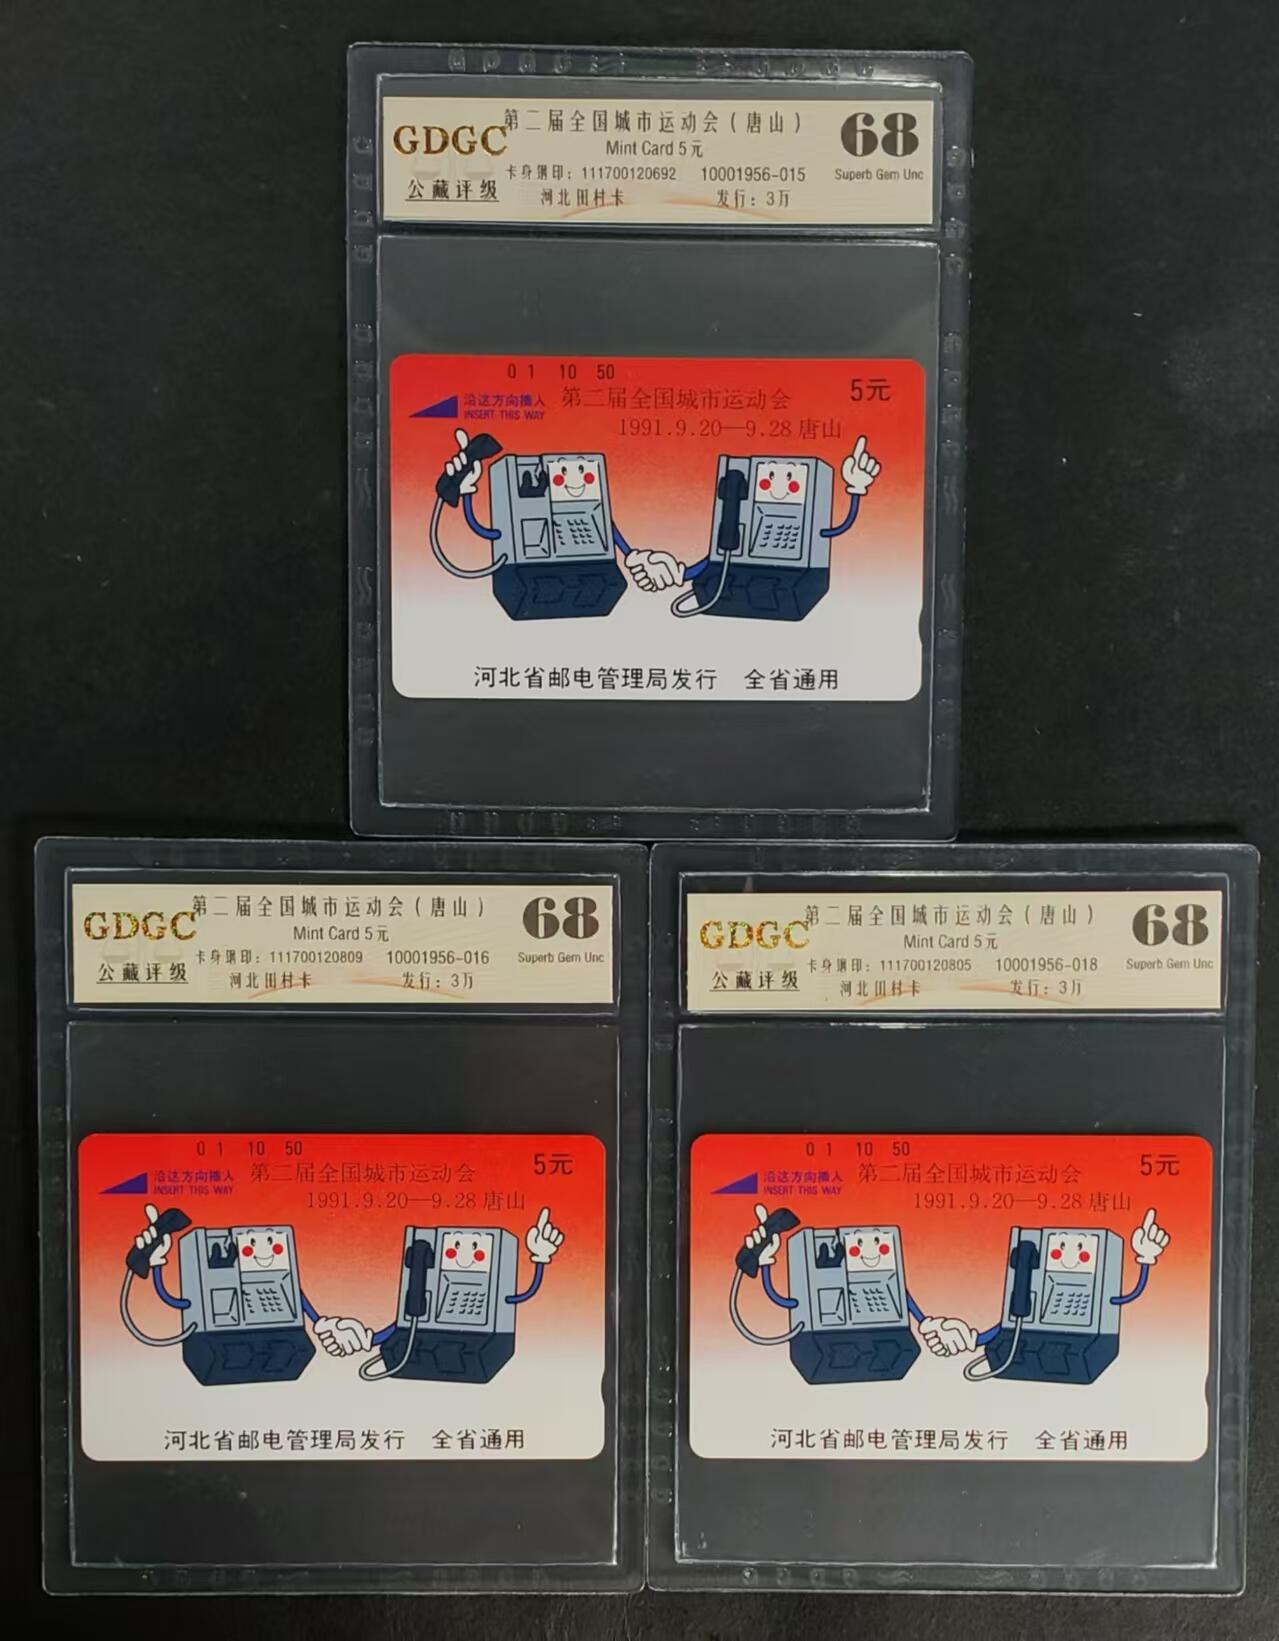 GDGC
公藏评级
第二届全国城市运动会（唐山）
Mint Card 5元
卡身钢印：111700120692 10001956-015
河北田村卡 发行：3万
68
Superb Gem Unc
0 1 10 50
沿这方向插入
INSERT THIS WAY
第二届全国城市运动会
1991.9.20—9.28 唐山
5元
河北省邮电管理局发行 全省通用
GDGC
公藏评级
第二届全国城市运动会（唐山）
Mint Card 5元
卡身钢印：111700120809 10001956-016
河北田村卡 发行：3万
68
Superb Gem Unc
0 1 10 50
沿这方向插入
INSERT THIS WAY
第二届全国城市运动会
1991.9.20—9.28 唐山
5元
河北省邮电管理局发行 全省通用
GDGC
公藏评级
第二届全国城市运动会（唐山）
Mint Card 5元
卡身钢印：111700120805 10001956-018
河北田村卡 发行：3万
68
Superb Gem Unc
0 1 10 50
沿这方向插入
INSERT THIS WAY
第二届全国城市运动会
1991.9.20—9.28 唐山
5元
河北省邮电管理局发行 全省通用